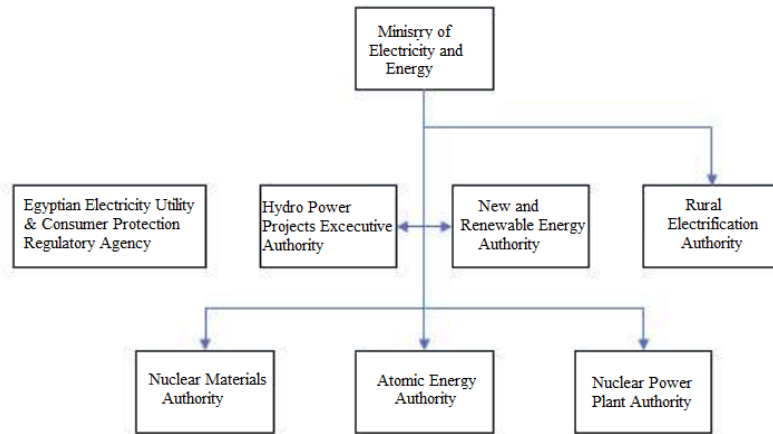 Minisrry of
Electricity and
Energy
Egyptian Electricity Utility
& Consumer Protection
Regulatory Agency
Hydro Power
Projects Excecutive
Authority
New and
Renewable Energy
Authority
Rural
Electrification
Authority
Nuclear Materials
Authority
Atomic Energy
Authority
Nuclear Power
Plant Authority